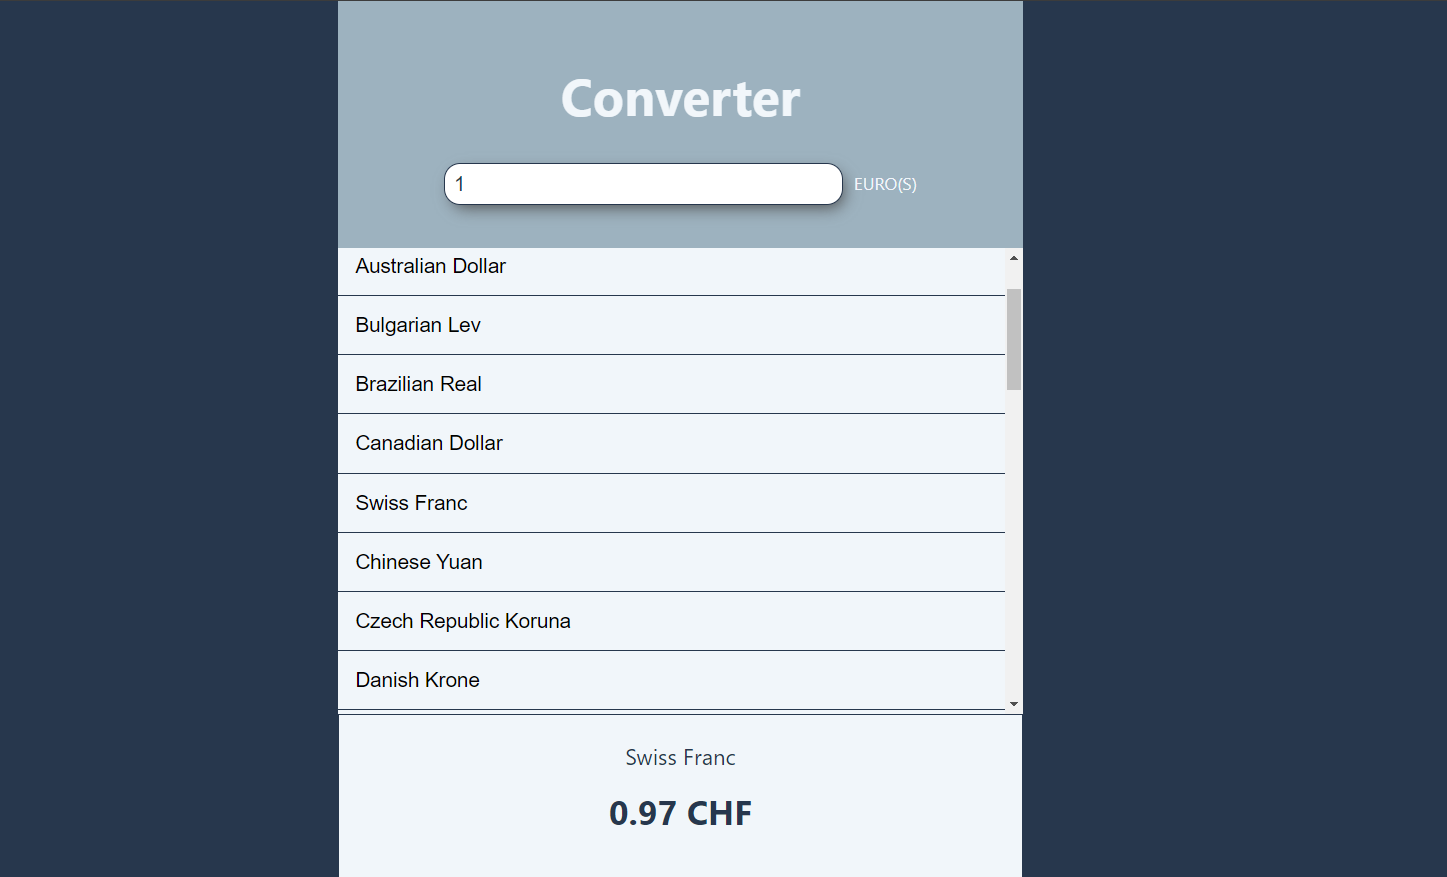 Converter
1
EURO(S)
Australian Dollar
Bulgarian Lev
Brazilian Real
Canadian Dollar
Swiss Franc
Chinese Yuan
Czech Republic Koruna
Danish Krone
Swiss Franc
0.97 CHF